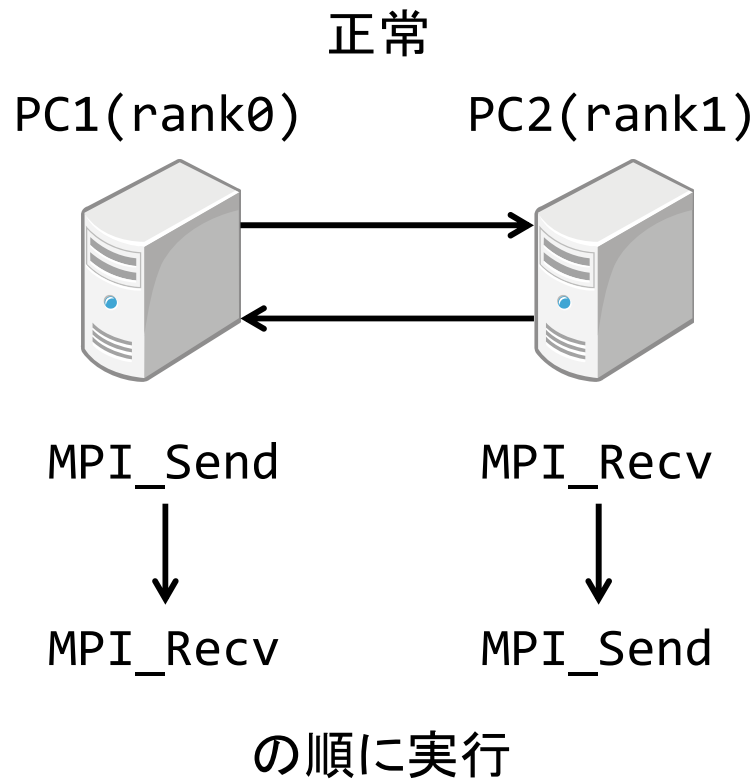 正常
PC1(rank0) PC2(rank1)
MPI_Send MPI_Recv
MPI_Recv MPI_Send
の順に実行